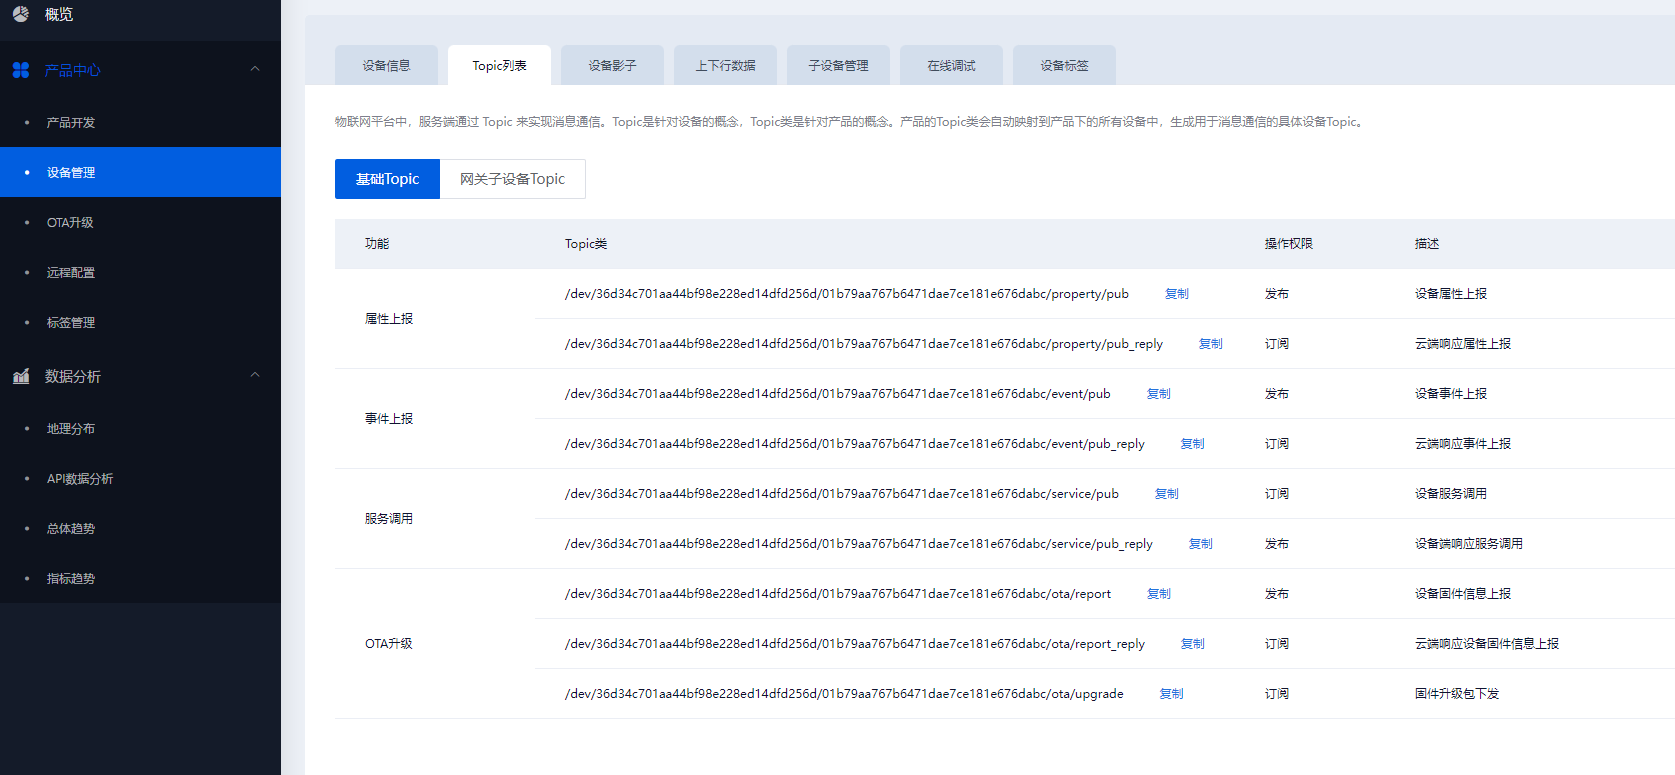 概览
产品中心
产品开发
设备管理
OTA升级
远程配置
标签管理
数据分析
地理分布
API数据分析
总体趋势
指标趋势
设备信息 Topic列表 设备影子 上下行数据 子设备管理 在线调试 设备标签
物联网平台中，服务端通过 Topic 来实现消息通信。Topic是针对设备的概念，Topic类是针对产品的概念。产品的Topic类会自动映射到产品下的所有设备中，生成用于消息通信的具体设备Topic。
基础Topic 网关子设备Topic
功能 Topic类 操作权限 描述
属性上报
/dev/36d34c701aa44bf98e228ed14dfd256d/01b79aa767b6471dae7ce181e676dabc/property/pub 复制 发布 设备属性上报
/dev/36d34c701aa44bf98e228ed14dfd256d/01b79aa767b6471dae7ce181e676dabc/property/pub_reply 复制 订阅 云端响应属性上报
事件上报
/dev/36d34c701aa44bf98e228ed14dfd256d/01b79aa767b6471dae7ce181e676dabc/event/pub 复制 发布 设备事件上报
/dev/36d34c701aa44bf98e228ed14dfd256d/01b79aa767b6471dae7ce181e676dabc/event/pub_reply 复制 订阅 云端响应事件上报
服务调用
/dev/36d34c701aa44bf98e228ed14dfd256d/01b79aa767b6471dae7ce181e676dabc/service/pub 复制 订阅 设备服务调用
/dev/36d34c701aa44bf98e228ed14dfd256d/01b79aa767b6471dae7ce181e676dabc/service/pub_reply 复制 发布 设备端响应服务调用
OTA升级
/dev/36d34c701aa44bf98e228ed14dfd256d/01b79aa767b6471dae7ce181e676dabc/ota/report 复制 发布 设备固件信息上报
/dev/36d34c701aa44bf98e228ed14dfd256d/01b79aa767b6471dae7ce181e676dabc/ota/report_reply 复制 订阅 云端响应设备固件信息上报
/dev/36d34c701aa44bf98e228ed14dfd256d/01b79aa767b6471dae7ce181e676dabc/ota/upgrade 复制 订阅 固件升级包下发